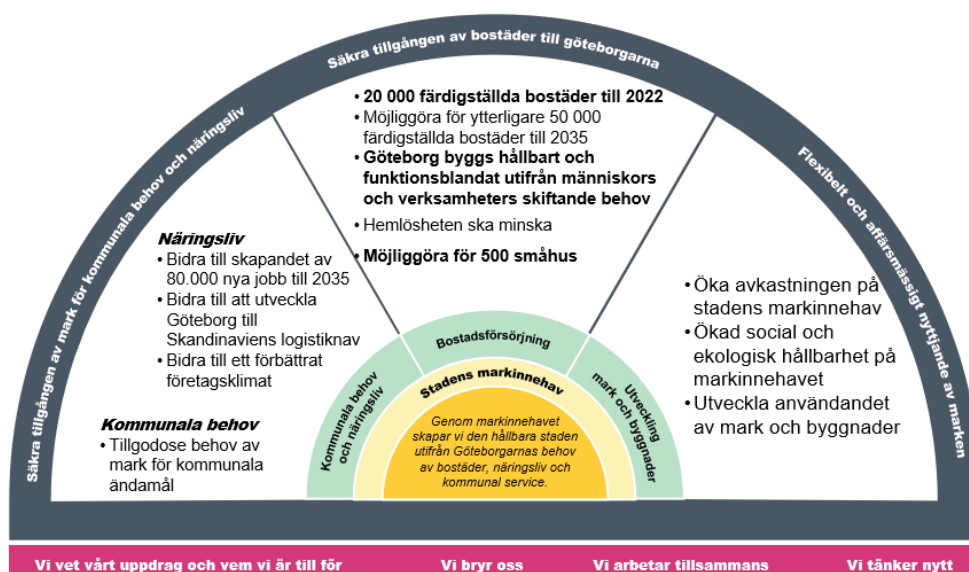 Säkra tillgången av bostäder till göteborgarna
Säkra tillgången av mark för kommunala behov och näringsliv
Flexibelt och affärsmässigt nyttjande av marken
• 20 000 färdigställda bostäder till 2022
• Möjliggöra för ytterligare 50 000
färdigställda bostäder till 2035
• Göteborg byggs hållbart och
funktionsblandat utifrån människors
och verksamheters skiftande behov
• Hemlösheten ska minska
• Möjliggöra för 500 småhus
Näringsliv
• Bidra till skapandet av
80.000 nya jobb till 2035
• Bidra till att utveckla
Göteborg till
Skandinaviens logistiknav
• Bidra till ett förbättrat
företagsklimat
Kommunala behov
• Tillgodose behov av
mark för kommunala
ändamål
• Öka avkastningen på
stadens markinnehav
• Ökad social och
ekologisk hållbarhet på
markinnehavet
• Utveckla användandet
av mark och byggnader
Kommunala behov
och näringsliv
Bostadsförsörjning
Utveckling
mark och byggnader
Stadens markinnehav
Genom markinnehavet
skapar vi den hållbara staden
utifrån Göteborgarnas behov
av bostäder, näringsliv och
kommunal service.
Vi vet vårt uppdrag och vem vi är till för
Vi bryr oss
Vi arbetar tillsammans
Vi tänker nytt